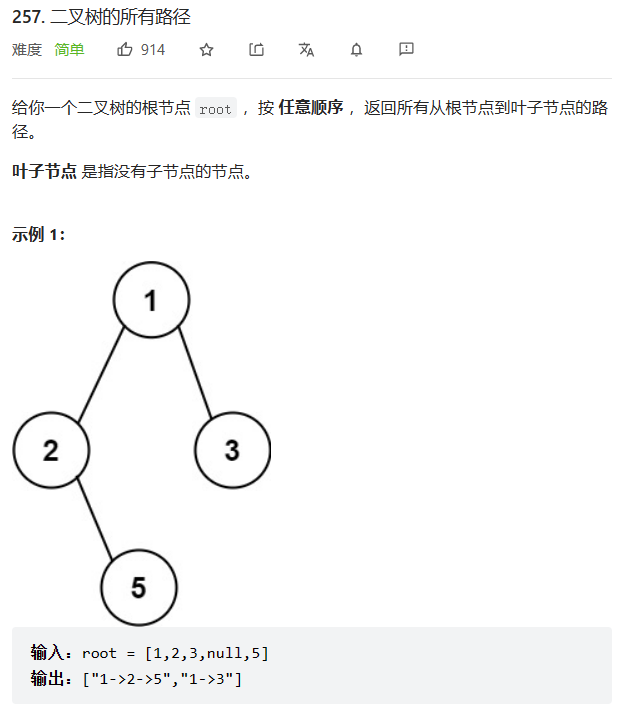 257. 二叉树的所有路径
难度 简单 914
给你一个二叉树的根节点 root ，按 任意顺序 ，返回所有从根节点到叶子节点的路
径。
叶子节点 是指没有子节点的节点。
示例 1：
1
2 3
5
输入：root = [1,2,3,null,5]
输出：["1->2->5","1->3"]